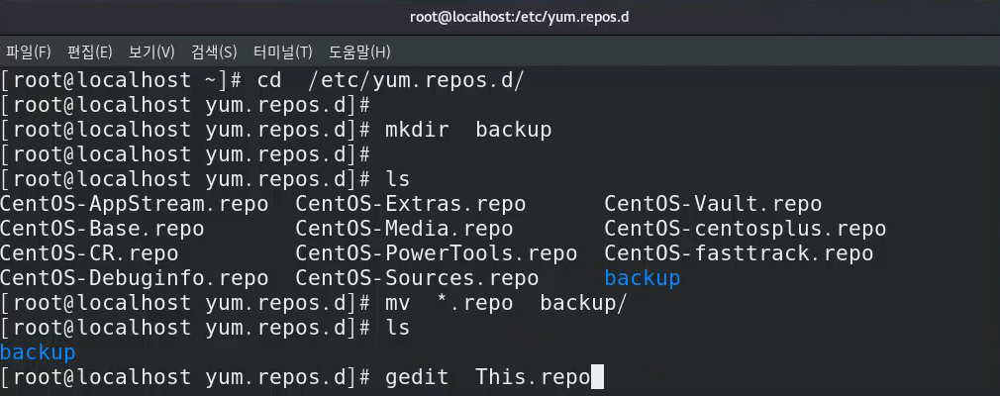 root@localhost:/etc/yum.repos.d
파일(F) 편집(E) 보기(V) 검색(S) 터미널(T) 도움말(H)
[root@localhost ~]# cd  /etc/yum.repos.d/
[root@localhost yum.repos.d]#
[root@localhost yum.repos.d]# mkdir  backup
[root@localhost yum.repos.d]#
[root@localhost yum.repos.d]# ls
CentOS-AppStream.repo  CentOS-Extras.repo      CentOS-Vault.repo
CentOS-Base.repo       CentOS-Media.repo       CentOS-centosplus.repo
CentOS-CR.repo         CentOS-PowerTools.repo  CentOS-fasttrack.repo
CentOS-Debuginfo.repo  CentOS-Sources.repo     backup
[root@localhost yum.repos.d]# mv  *.repo  backup/
[root@localhost yum.repos.d]# ls
backup
[root@localhost yum.repos.d]# gedit  This.repo